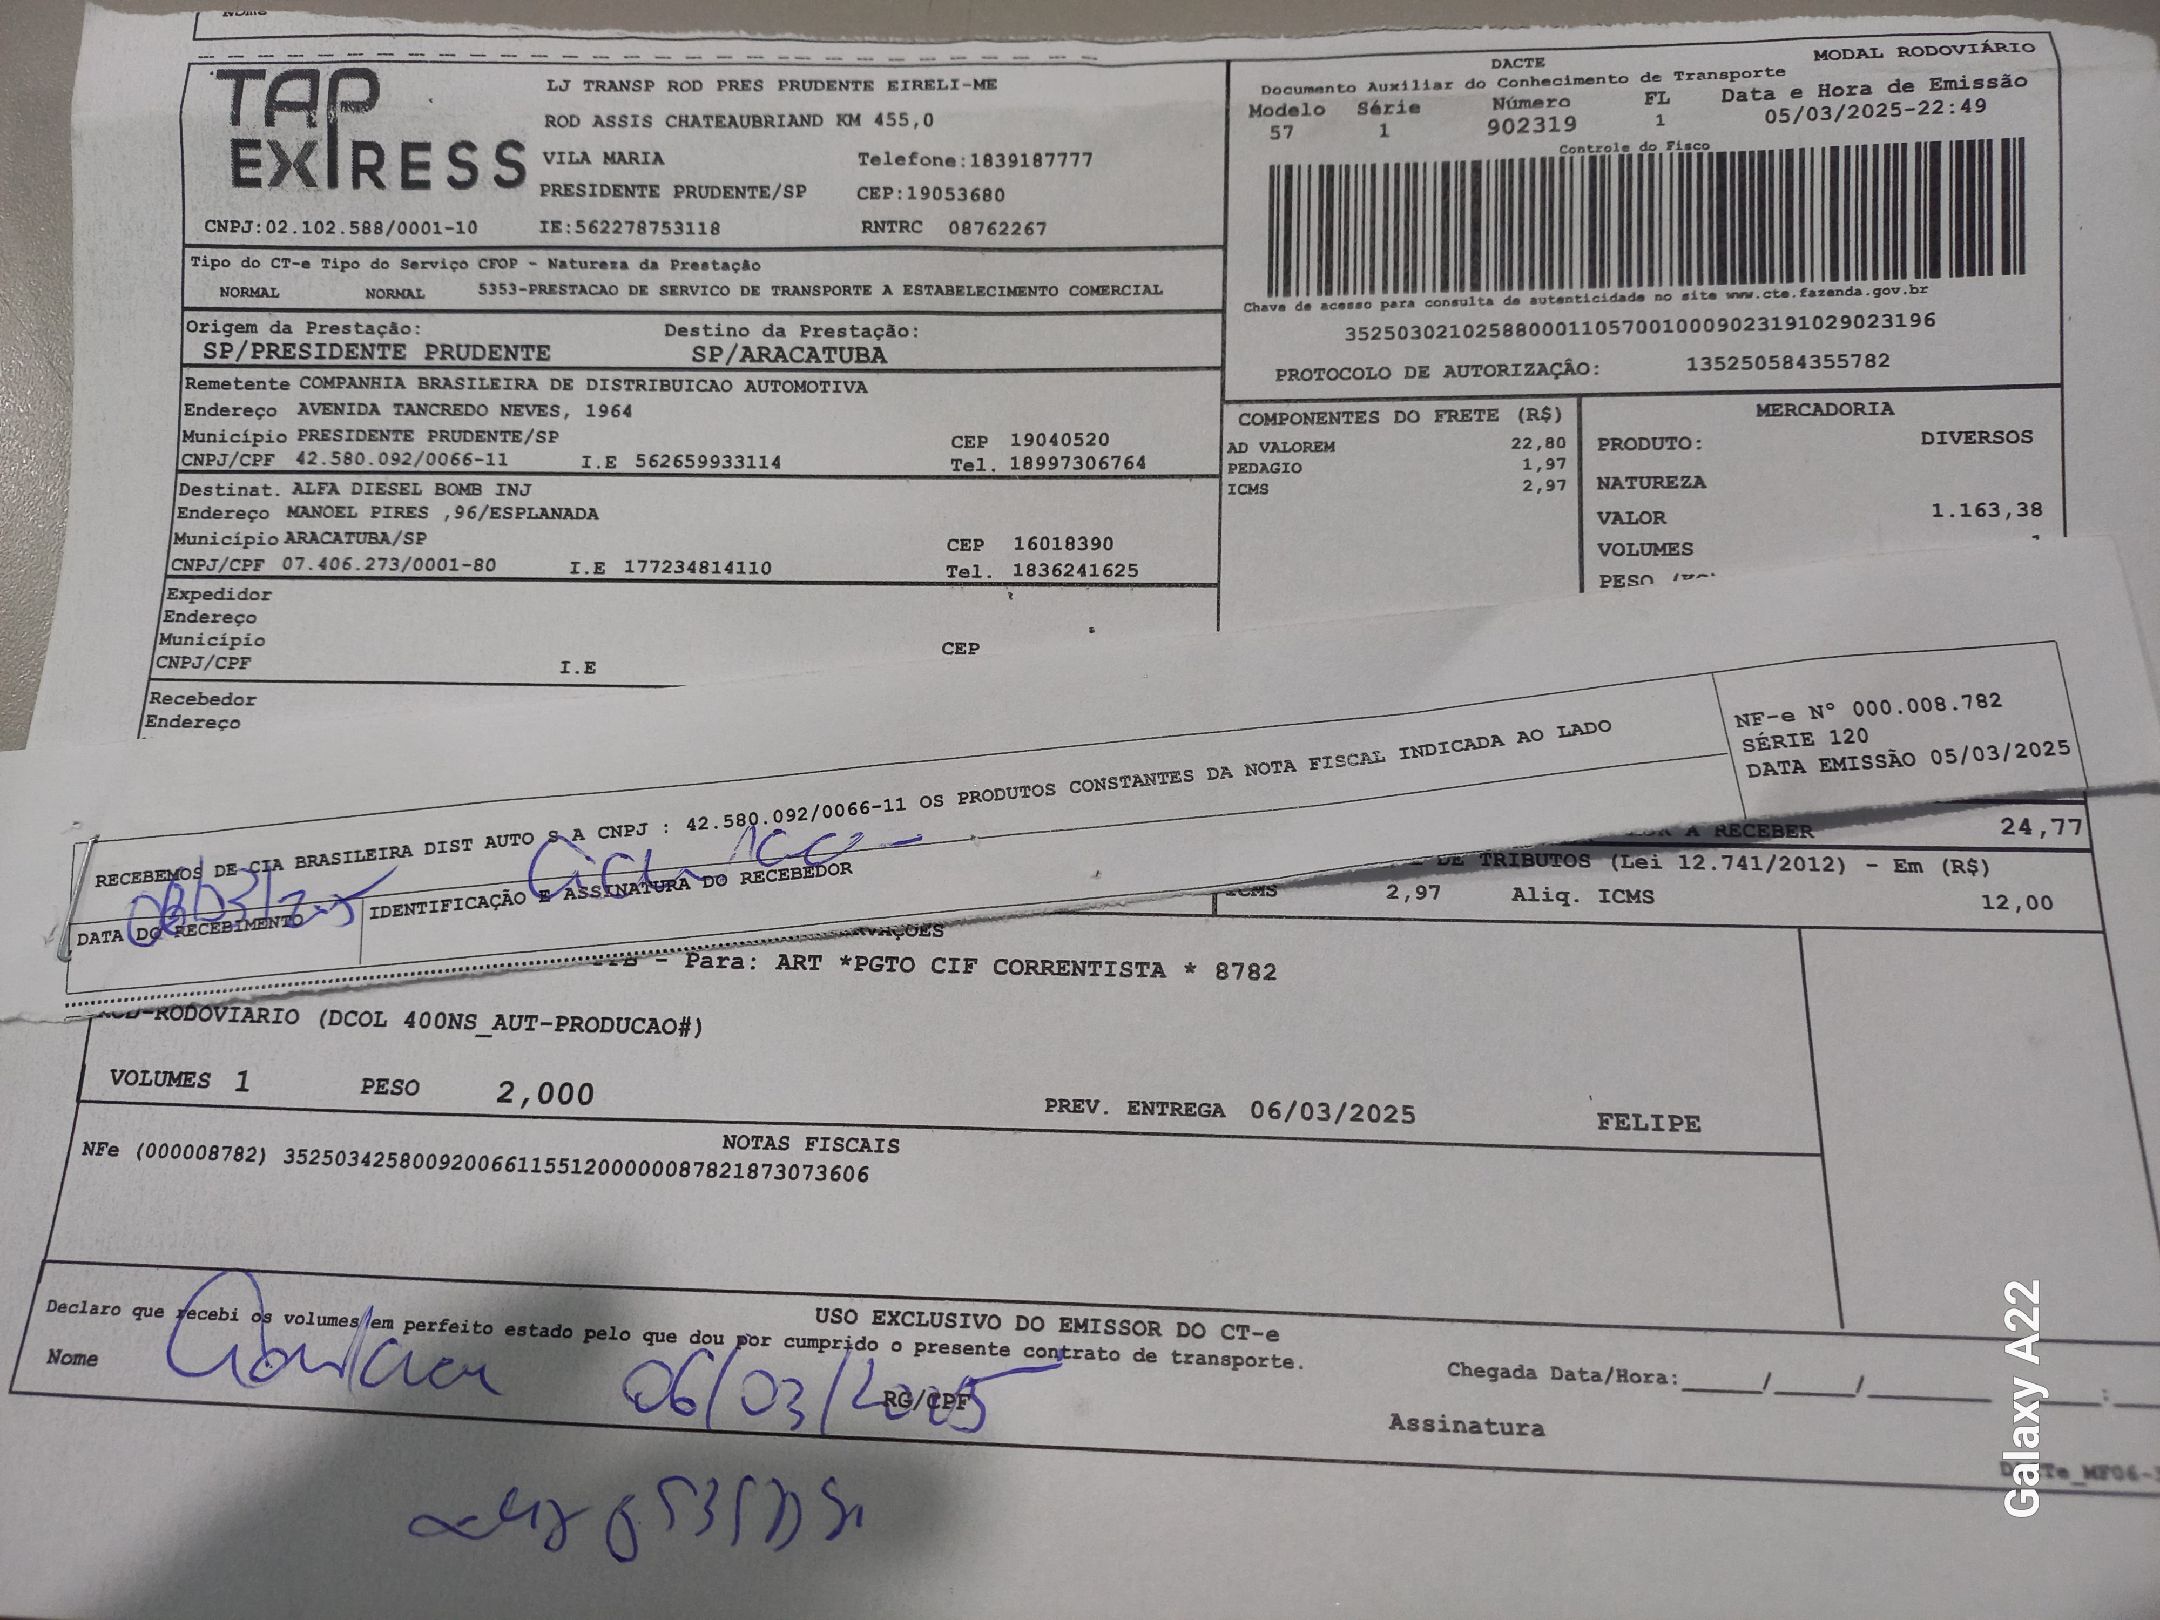 Nome
TAP EXPRESS
LJ TRANSP ROD PRES PRUDENTE EIRELI-ME
ROD ASSIS CHATEAUBRIAND KM 455,0
VILA MARIA Telefone:1839187777
PRESIDENTE PRUDENTE/SP CEP:19053680
CNPJ:02.102.588/0001-10 IE:562278753118 RNTRC 08762267
DACTE MODAL RODOVIÁRIO
Documento Auxiliar do Conhecimento de Transporte
Modelo Série Número FL Data e Hora de Emissão
57 1 902319 1 05/03/2025-22:49
Controle do Fisco
Chave de acesso para consulta de autenticidade no site www.cte.fazenda.gov.br
35250302102588000110570010009023191029023196
PROTOCOLO DE AUTORIZAÇÃO: 135250584355782
Tipo do CT-e Tipo do Serviço CFOP - Natureza da Prestação
NORMAL NORMAL 5353-PRESTACAO DE SERVICO DE TRANSPORTE A ESTABELECIMENTO COMERCIAL
Origem da Prestação: Destino da Prestação:
SP/PRESIDENTE PRUDENTE SP/ARACATUBA
Remetente COMPANHIA BRASILEIRA DE DISTRIBUICAO AUTOMOTIVA
Endereço AVENIDA TANCREDO NEVES, 1964
Município PRESIDENTE PRUDENTE/SP CEP 19040520
CNPJ/CPF 42.580.092/0066-11 I.E 562659933114 Tel. 18997306764
Destinat. ALFA DIESEL BOMB INJ
Endereço MANOEL PIRES ,96/ESPLANADA
Município ARACATUBA/SP CEP 16018390
CNPJ/CPF 07.406.273/0001-80 I.E 177234814110 Tel. 1836241625
Expedidor
Endereço
Município CEP
CNPJ/CPF I.E
Recebedor
Endereço
COMPONENTES DO FRETE (R$)
AD VALOREM 22,80
PEDAGIO 1,97
ICMS 2,97
MERCADORIA
PRODUTO: DIVERSOS
NATUREZA
VALOR 1.163,38
VOLUMES
PESO
RECEBEMOS DE CIA BRASILEIRA DIST AUTO S A CNPJ : 42.580.092/0066-11 OS PRODUTOS CONSTANTES DA NOTA FISCAL INDICADA AO LADO
NF-e N° 000.008.782
SÉRIE 120
DATA EMISSÃO 05/03/2025
DATA DO RECEBIMENTO IDENTIFICAÇÃO E ASSINATURA DO RECEBEDOR
A RECEBER 24,77
DE TRIBUTOS (Lei 12.741/2012) - Em (R$)
ICMS 2,97 Aliq. ICMS 12,00
- Para: ART *PGTO CIF CORRENTISTA * 8782
-RODOVIARIO (DCOL 400NS_AUT-PRODUCAO#)
VOLUMES 1 PESO 2,000 PREV. ENTREGA 06/03/2025 FELIPE
NOTAS FISCAIS
NFe (000008782) 35250342580092006611551200000087821873073606
USO EXCLUSIVO DO EMISSOR DO CT-e
Declaro que recebi os volumes em perfeito estado pelo que dou por cumprido o presente contrato de transporte.
Nome 06/03/2025 RG/CPF Chegada Data/Hora:____/____/______ :
Assinatura
Galaxy A22